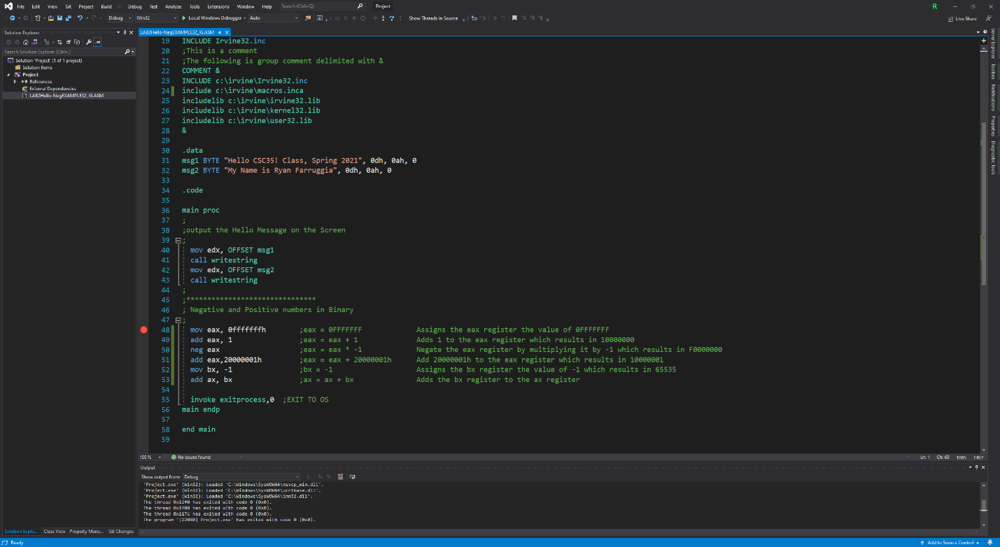 File Edit View Git Project Build Debug Test Analyze Tools Extensions Window Help Search (Ctrl+Q) Project R
Debug Win32 Local Windows Debugger Auto Show Threads in Source Live Share
Solution Explorer
Search Solution Explorer (Ctrl+;)
Solution 'Project' (1 of 1 project)
Solution Items
Project
References
External Dependencies
LAB2Hello-NegEXAMPLE32_IG.ASM
LAB2Hello-NegEXAMPLE32_IG.ASM
19 INCLUDE Irvine32.inc
20 ;This is a comment
21 ;The following is group comment delimited with &
22 COMMENT &
23 INCLUDE c:\irvine\Irvine32.inc
24 include c:\irvine\macros.inca
25 includelib c:\irvine\irvine32.lib
26 includelib c:\irvine\kernel32.lib
27 includelib c:\irvine\user32.lib
28 &
29
30 .data
31 msg1 BYTE "Hello CSC35! Class, Spring 2021", 0dh, 0ah, 0
32 msg2 BYTE "My Name is Ryan Farruggia", 0dh, 0ah, 0
33
34 .code
35
36 main proc
37 ;
38 ;output the Hello Message on the Screen
39 ;
40 mov edx, OFFSET msg1
41 call writestring
42 mov edx, OFFSET msg2
43 call writestring
44 ;
45 ;*******************************
46 ; Negative and Positive numbers in Binary
47 ;
48 mov eax, 0fffffffh ;eax = 0FFFFFFF Assigns the eax register the value of 0FFFFFFF
49 add eax, 1 ;eax = eax + 1 Adds 1 to the eax register which results in 10000000
50 neg eax ;eax = eax * -1 Negate the eax register by multiplying it by -1 which results in F0000000
51 add eax,20000001h ;eax = eax + 20000001h Add 20000001h to the eax register which results in 10000001
52 mov bx, -1 ;bx = -1 Assigns the bx register the value of -1 which results in 65535
53 add ax, bx ;ax = ax + bx Adds the bx register to the ax register
54
55 invoke exitprocess,0 ;EXIT TO OS
56 main endp
57
58 end main
59
150 % No issues found Ln: 1 Ch: 60 TABS CRLF
Output
Show output from: Debug
'Project.exe' (Win32): Loaded 'C:\Windows\SysWOW64\msvcp_win.dll'.
'Project.exe' (Win32): Loaded 'C:\Windows\SysWOW64\ucrtbase.dll'.
'Project.exe' (Win32): Loaded 'C:\Windows\SysWOW64\imm32.dll'.
The thread 0x12f0 has exited with code 0 (0x0).
The thread 0x1408 has exited with code 0 (0x0).
The thread 0x117c has exited with code 0 (0x0).
The program '[22080] Project.exe' has exited with code 0 (0x0).
Solution Explo... Class View Property Mana... Git Changes
Ready Add to Source Control
Server Explorer
Toolbox
Notifications
Properties
Diagnostic Tools